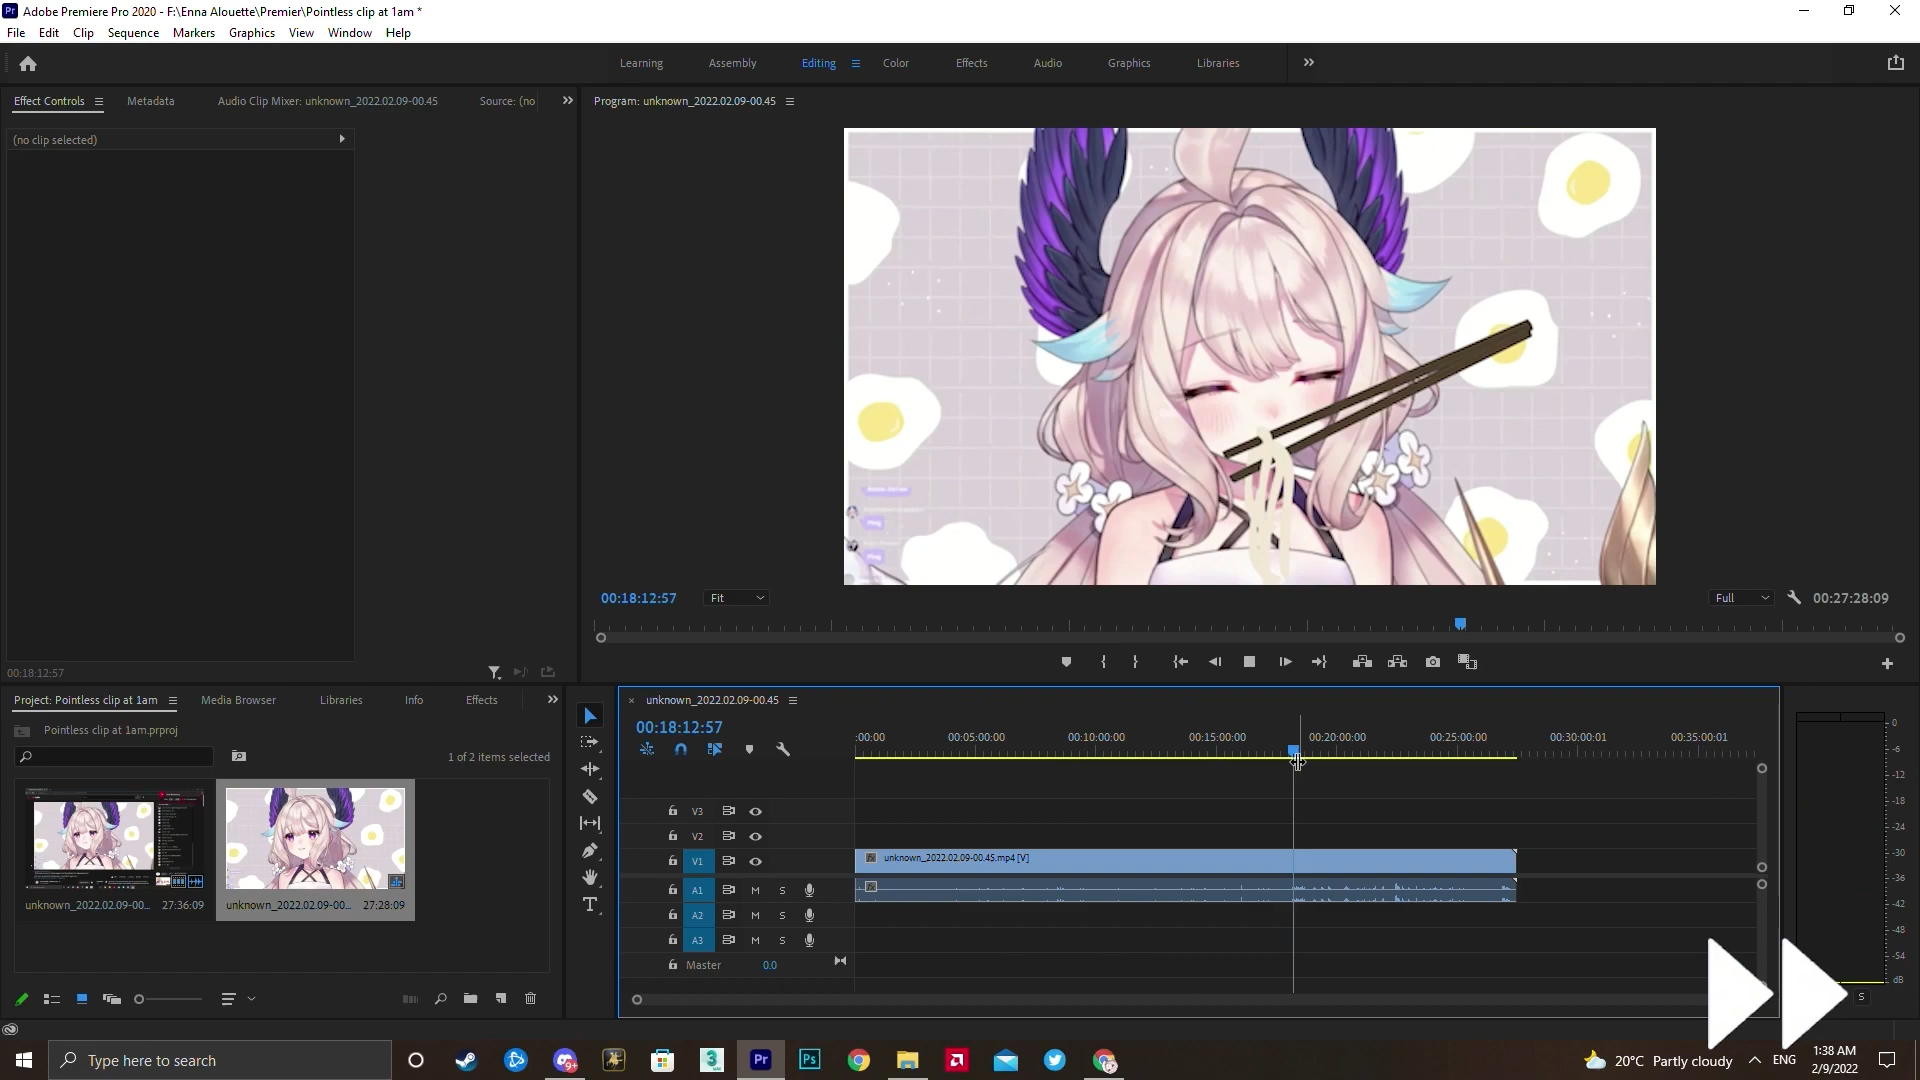 Adobe Premiere Pro 2020 - F:\Enna Alouette\Premier\Pointless clip at 1am *
File Edit Clip Sequence Markers Graphics View Window Help
Learning Assembly Editing Color Effects Audio Graphics Libraries
Effect Controls Metadata Audio Clip Mixer: unknown_2022.02.09-00.45 Source: (no
Program: unknown_2022.02.09-00.45
(no clip selected)
00:18:12:57 Fit Full 00:27:28:09
00:18:12:57
Project: Pointless clip at 1am Media Browser Libraries Info Effects
Pointless clip at 1am.prproj
1 of 2 items selected
unknown_2022.02.09-00... 27:36:09
unknown_2022.02.09-00... 27:28:09
unknown_2022.02.09-00.45
00:18:12:57
:00:00 00:05:00:00 00:10:00:00 00:15:00:00 00:20:00:00 00:25:00:00 00:30:00:01 00:35:00:01
V3
V2
V1 unknown_2022.02.09-00.45.mp4 [V]
fx
A1 M S
fx
A2 M S
A3 M S
Master 0.0
0
-6
-12
-18
-24
-30
-36
-42
-48
-54
dB
S
Type here to search
9+
3
Pr
Ps
20°C Partly cloudy
ENG
1:38 AM
2/9/2022